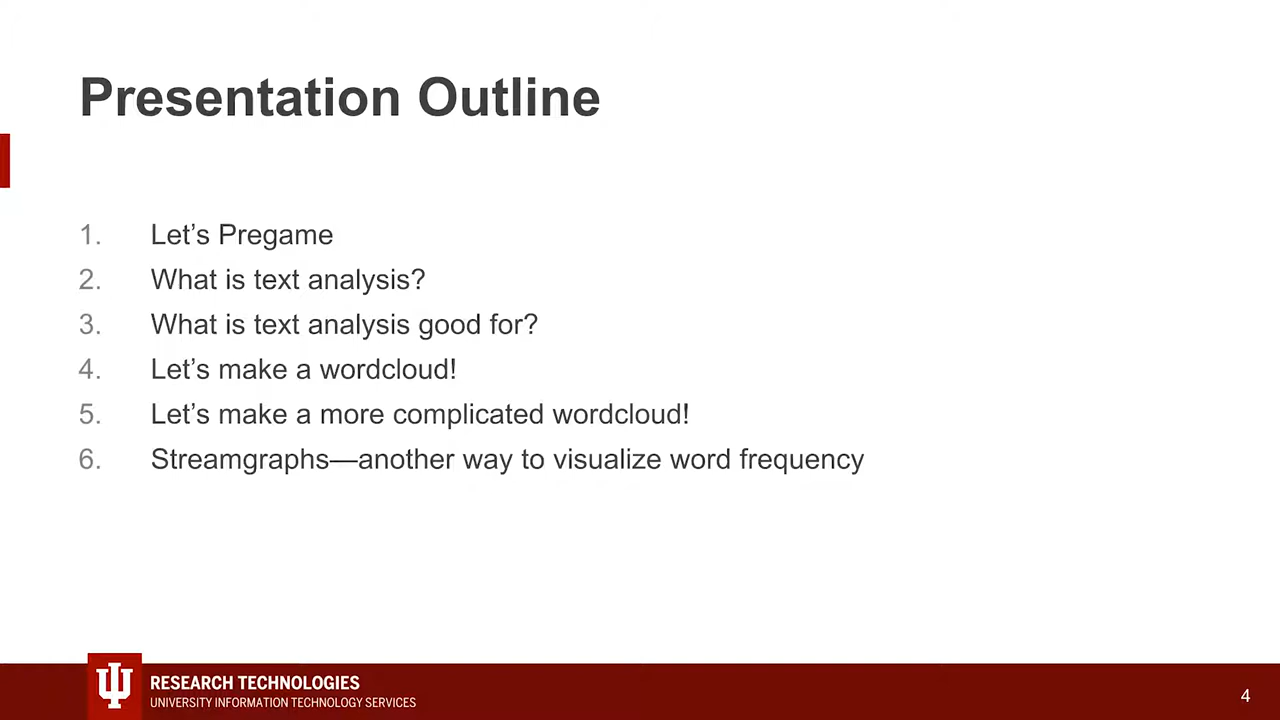 Presentation Outline
1. Let’s Pregame
2. What is text analysis?
3. What is text analysis good for?
4. Let’s make a wordcloud!
5. Let’s make a more complicated wordcloud!
6. Streamgraphs—another way to visualize word frequency
RESEARCH TECHNOLOGIES
UNIVERSITY INFORMATION TECHNOLOGY SERVICES
4